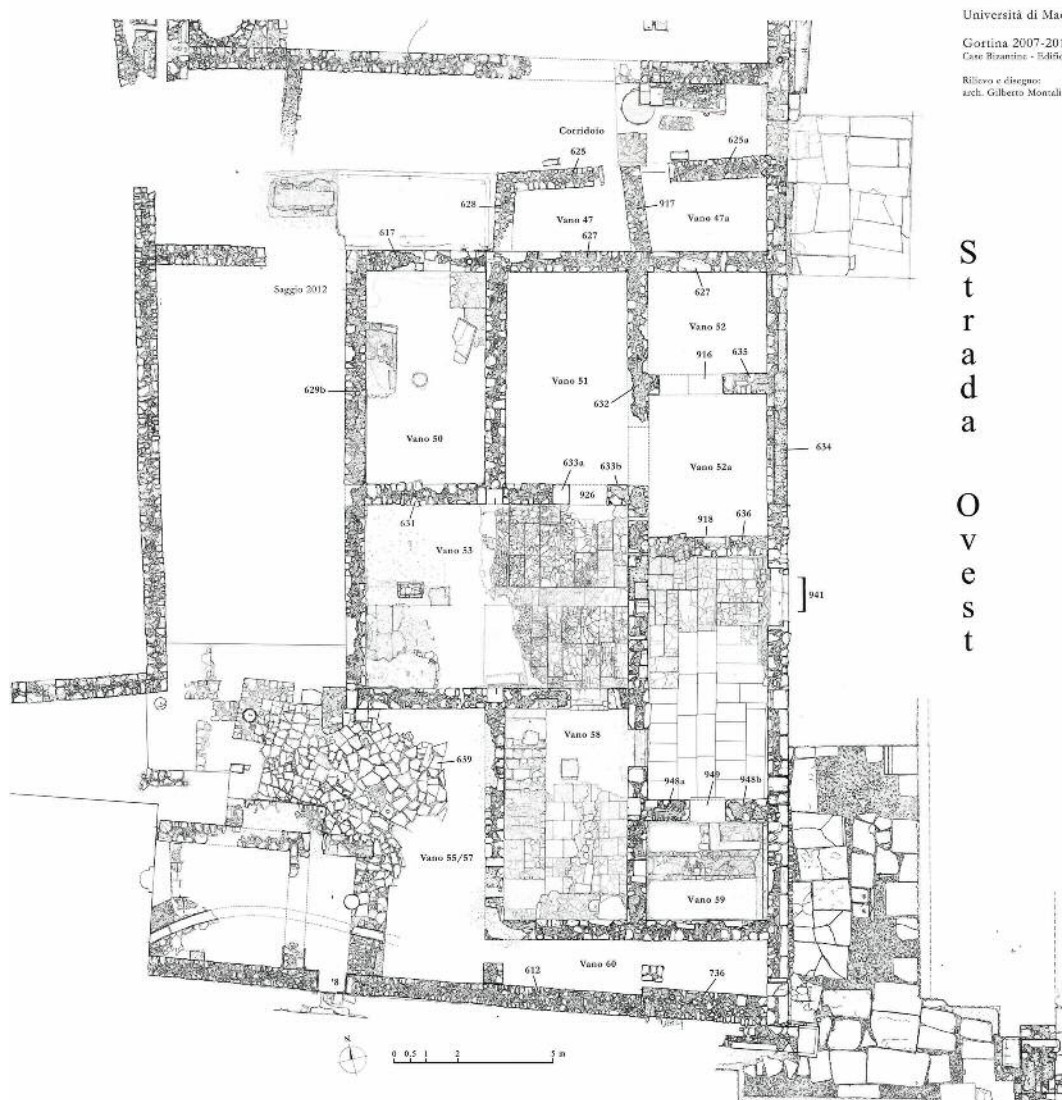 Università di Mac
Gortina 2007-201
Case Bizantine - Edific
Rilievo e disegno:
arch. Gilberto Montali
Corridoio
625
625a
628
Vano 47
917
Vano 47a
617
627
Saggio 2012
627
Vano 52
916
635
Vano 51
629b
632
Vano 50
634
633a
633b
Vano 52a
926
631
918
636
Vano 53
941
Vano 58
639
948a
949
948b
Vano 55/57
Vano 59
Vano 60
612
736
N
0 0.5 1 2 5 m
Strada Ovest